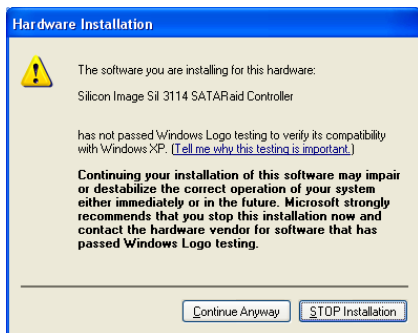 Hardware Installation
The software you are installing for this hardware:
Silicon Image SiI 3114 SATARaid Controller
has not passed Windows Logo testing to verify its compatibility
with Windows XP. (Tell me why this testing is important.)
Continuing your installation of this software may impair
or destabilize the correct operation of your system
either immediately or in the future. Microsoft strongly
recommends that you stop this installation now and
contact the hardware vendor for software that has
passed Windows Logo testing.
Continue Anyway STOP Installation